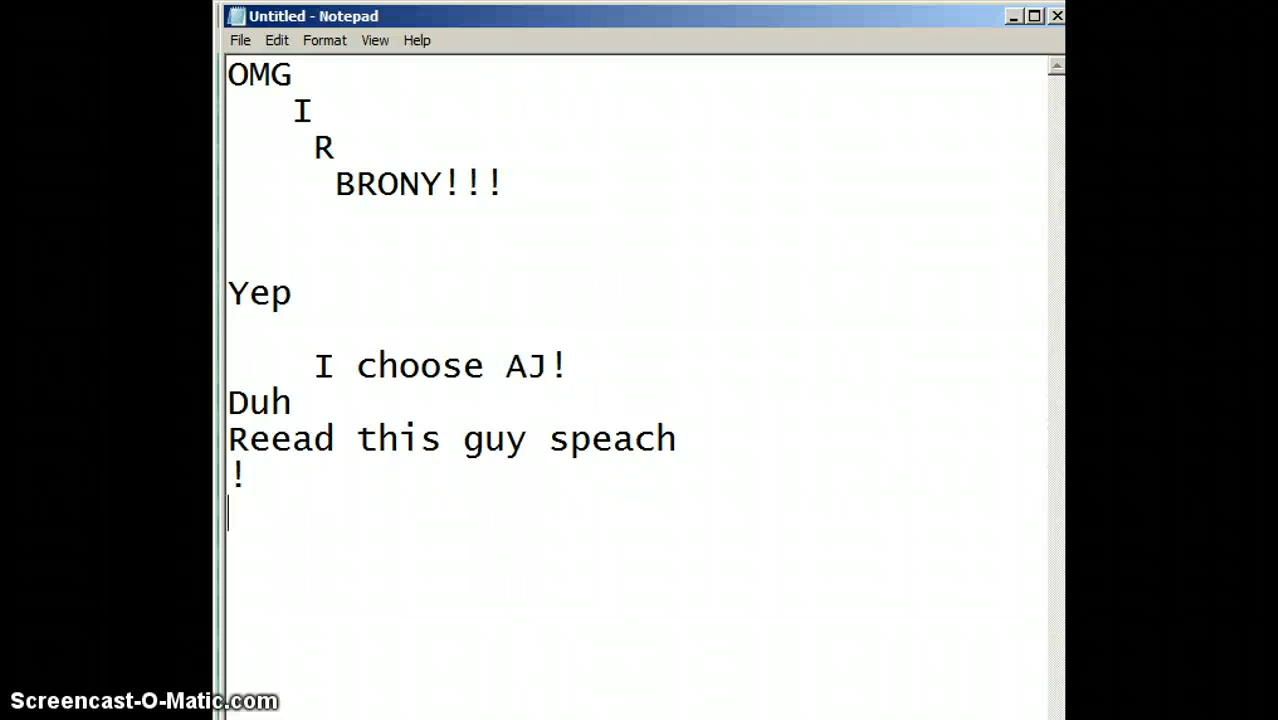 Untitled - Notepad
File Edit Format View Help
OMG
I
R
BRONY!!!
Yep
I choose AJ!
Duh
Reead this guy speach
!
Screencast-O-Matic.com